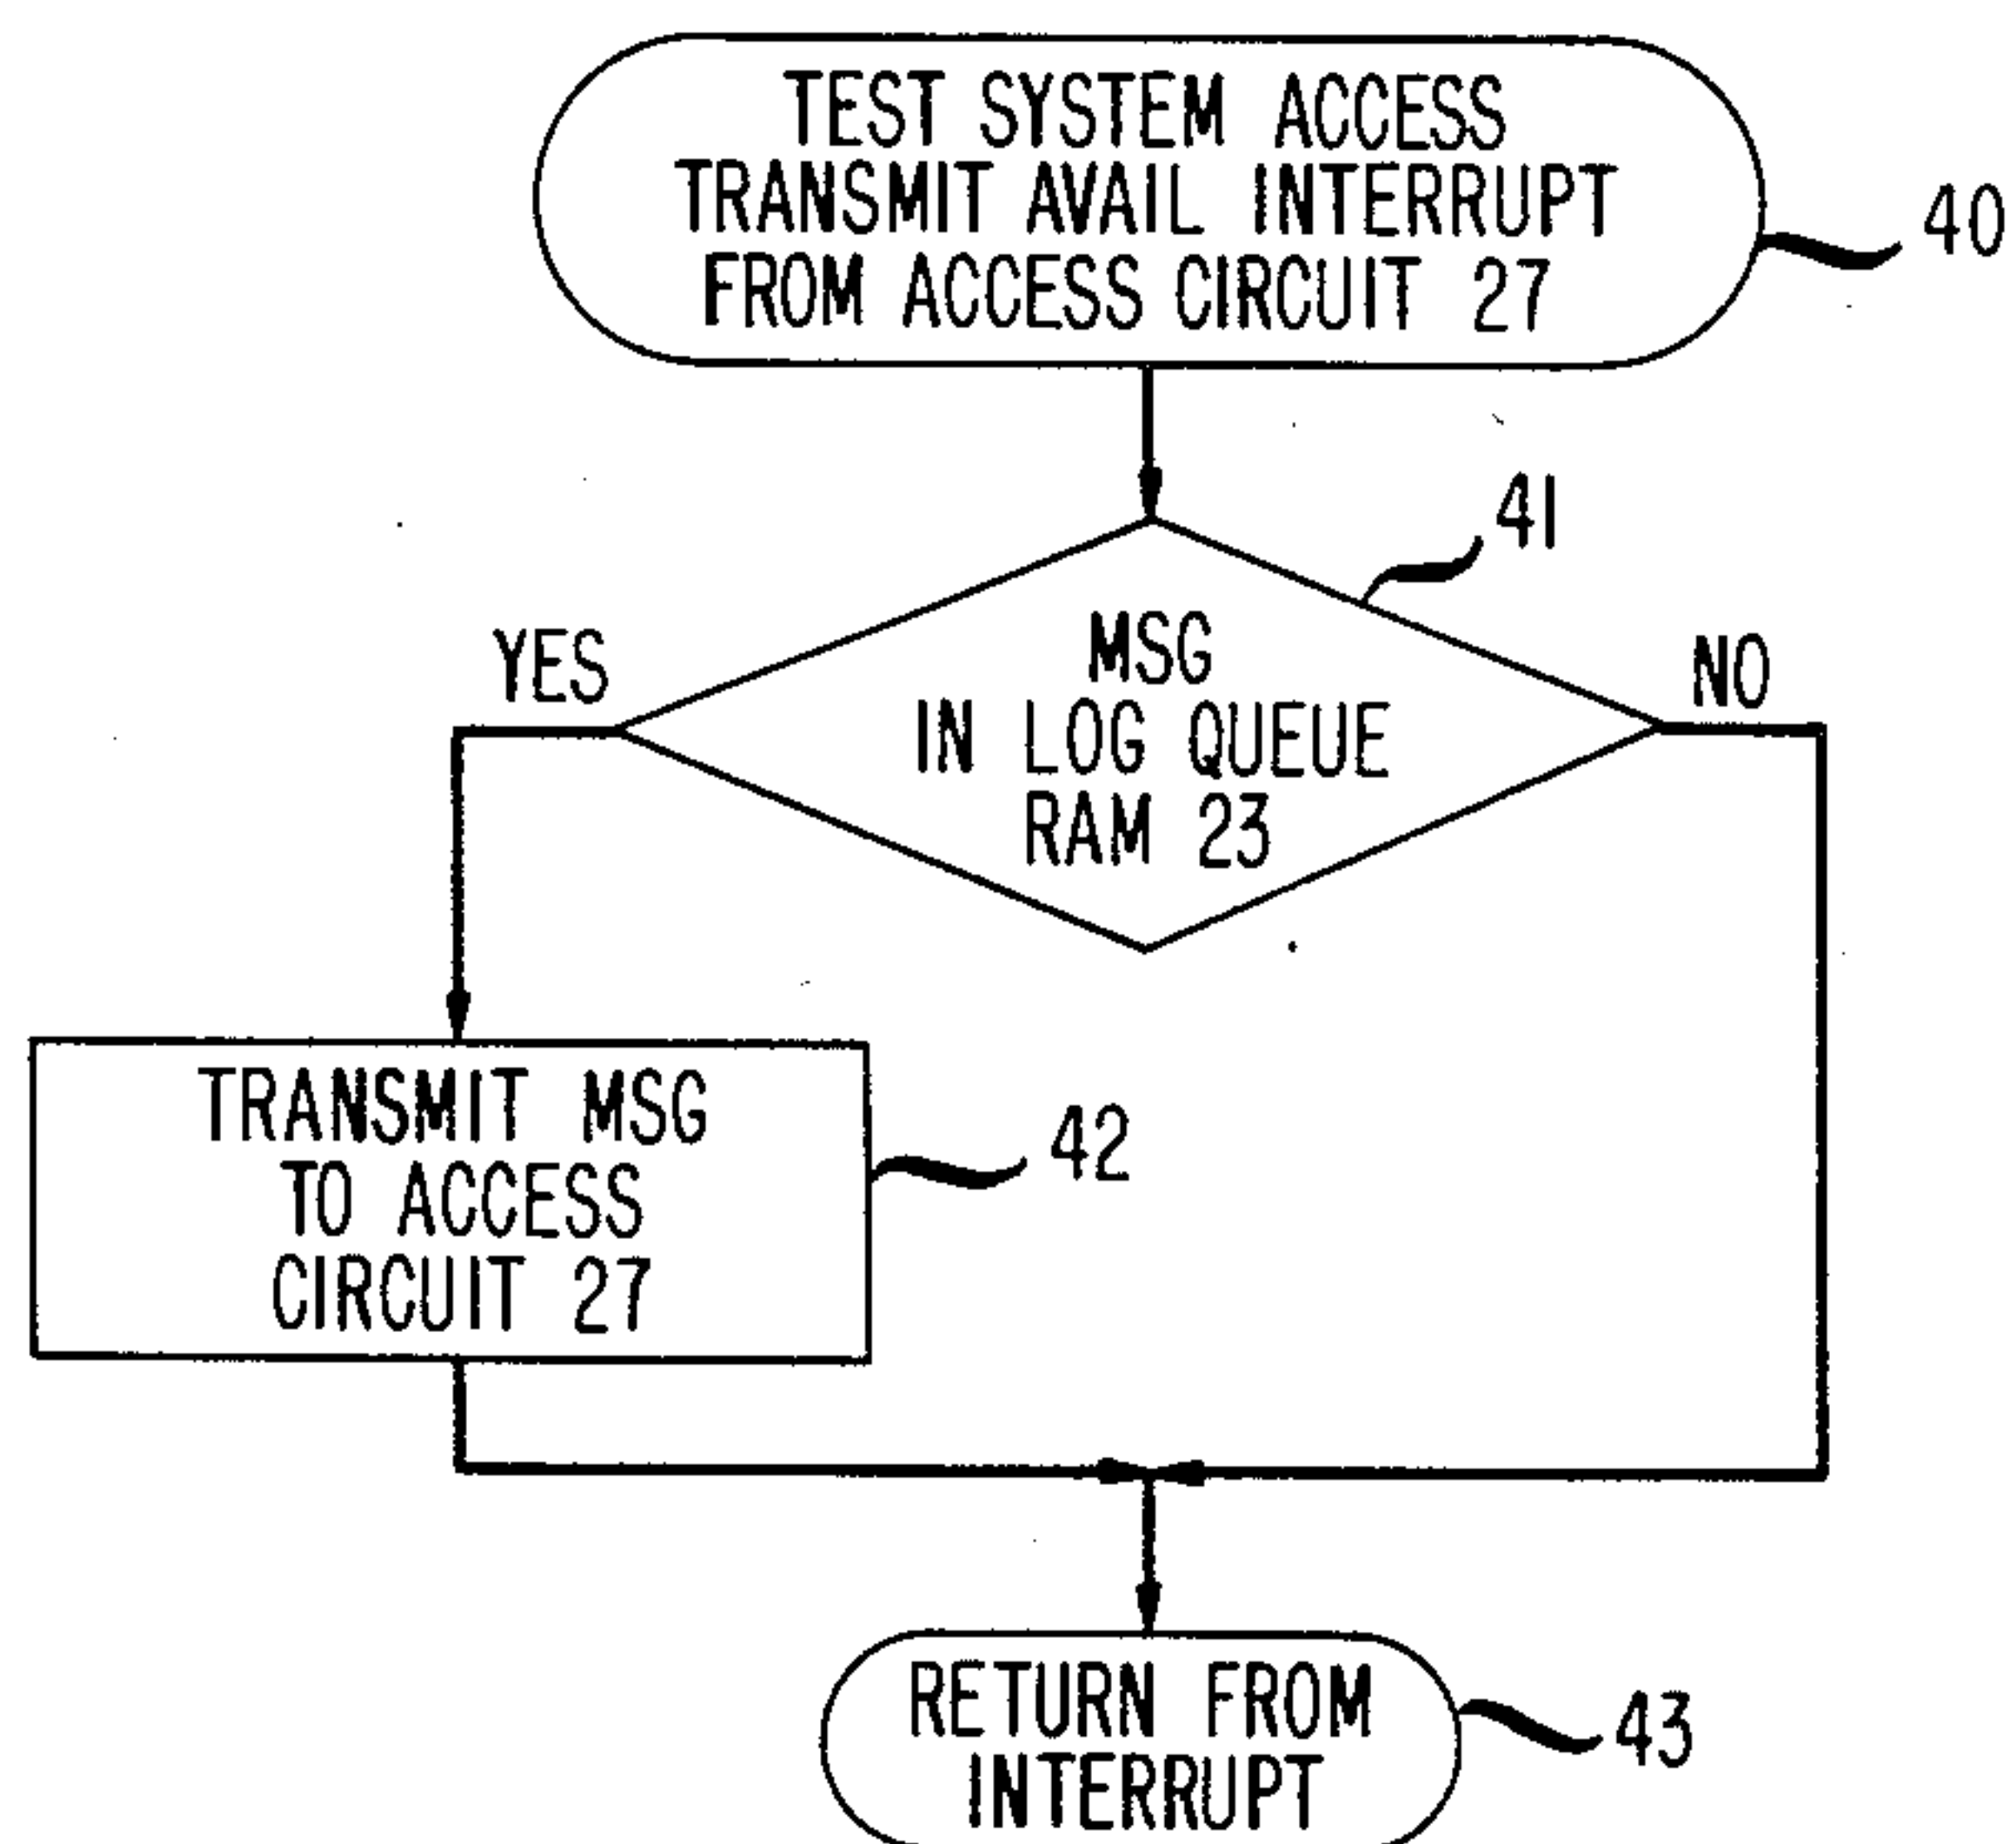 TEST SYSTEM ACCESS
TRANSMIT AVAIL INTERRUPT
FROM ACCESS CIRCUIT 27
40
41
MSG
IN LOG QUEUE
RAM 23
YES
NO
TRANSMIT MSG
TO ACCESS
CIRCUIT 27
42
RETURN FROM
INTERRUPT
43